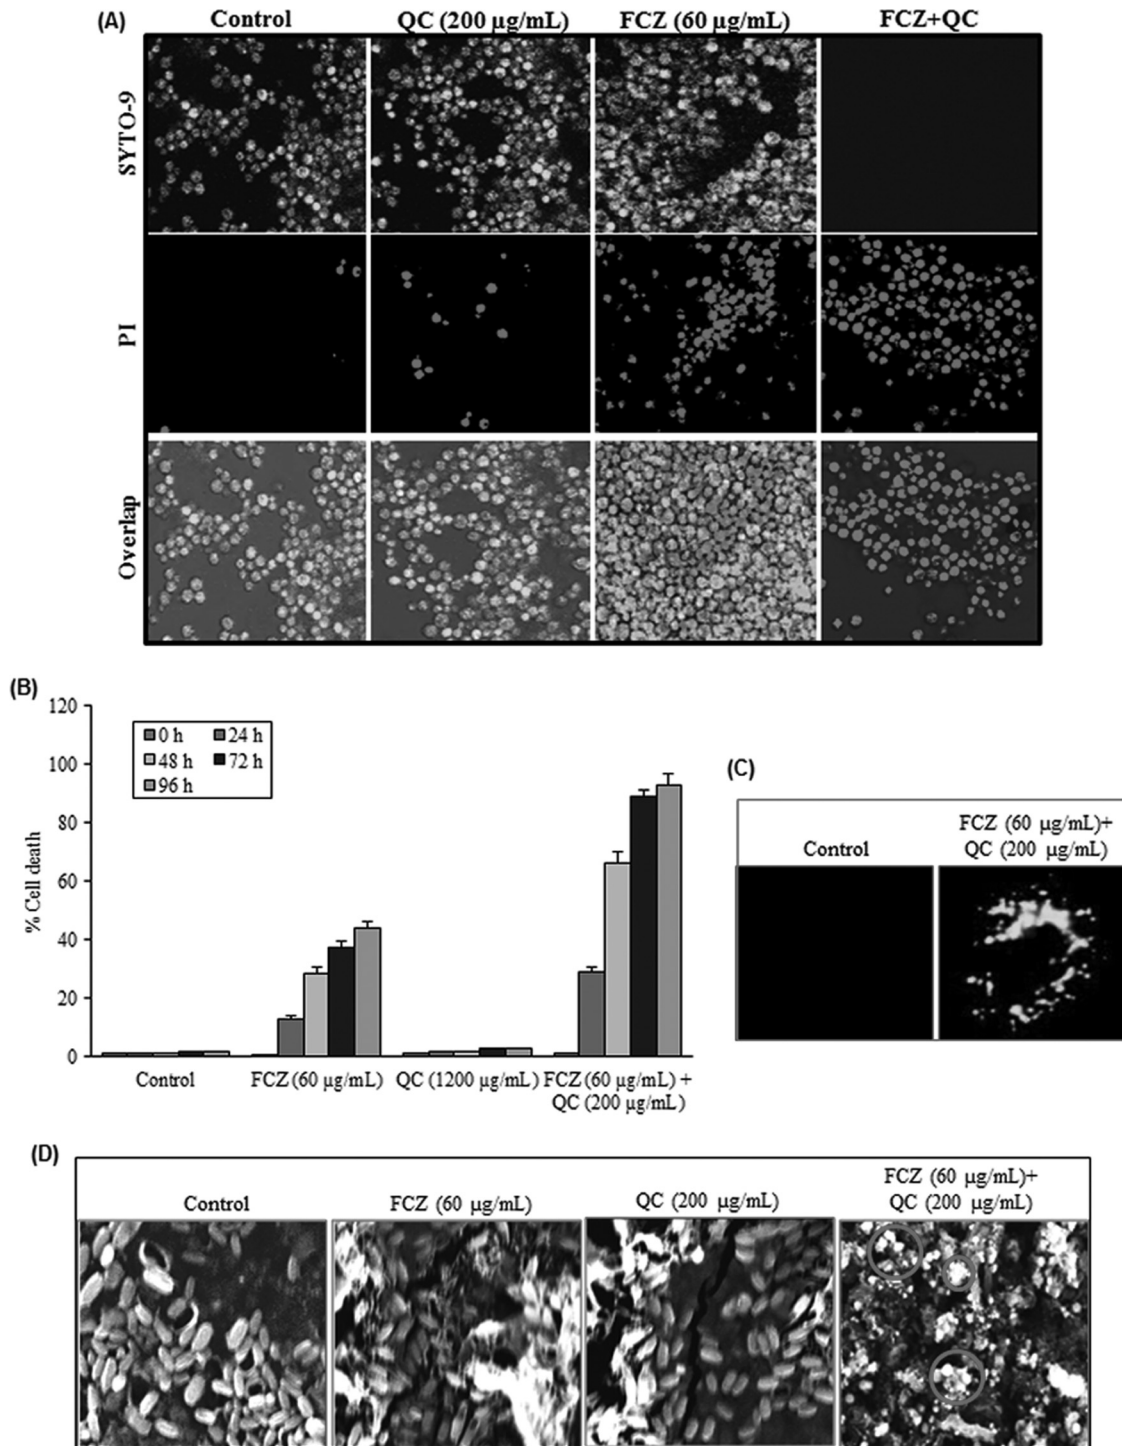 (A)
Control QC (200 µg/mL) FCZ (60 µg/mL) FCZ+QC
SYTO-9
PI
Overlap
(B)
120
100
80
60
40
20
0
% Cell death
0 h 24 h
48 h 72 h
96 h
Control FCZ (60 µg/mL) QC (1200 µg/mL) FCZ (60 µg/mL) +
QC (200 µg/mL)
(C)
Control
FCZ (60 µg/mL)+
QC (200 µg/mL)
(D)
Control FCZ (60 µg/mL) QC (200 µg/mL) FCZ (60 µg/mL)+
QC (200 µg/mL)